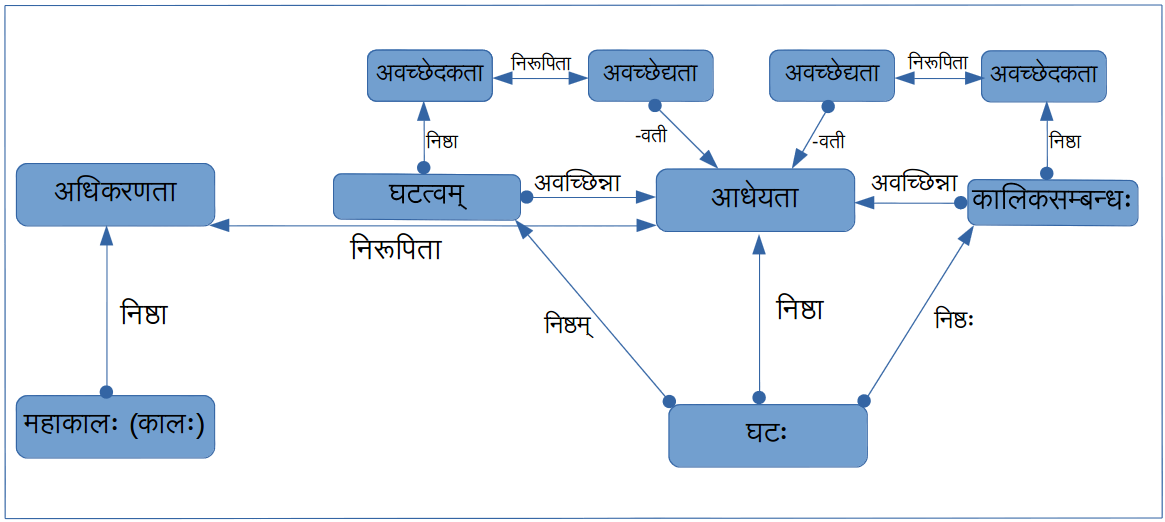 अवच्छेदकता
निरूपिता
अवच्छेद्यता
अवच्छेद्यता
निरूपिता
अवच्छेदकता
निष्ठा
-वती
-वती
निष्ठा
अधिकरणता
घटत्वम्
अवच्छिन्ना
आधेयता
अवच्छिन्ना
कालिकसम्बन्धः
निरूपिता
निष्ठा
निष्ठम्
निष्ठा
निष्ठः
महाकालः (कालः)
घटः